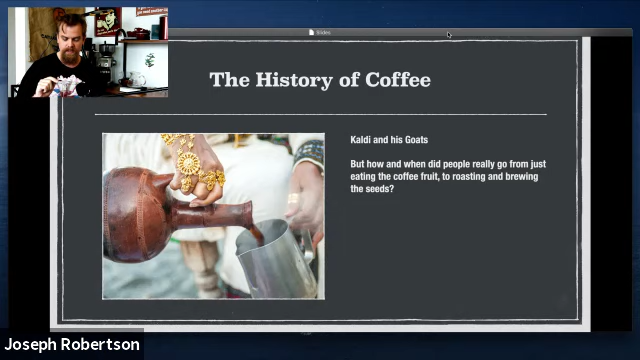 Slides
The History of Coffee
Kaldi and his Goats
But how and when did people really go from just
eating the coffee fruit, to roasting and brewing
the seeds?
Joseph Robertson